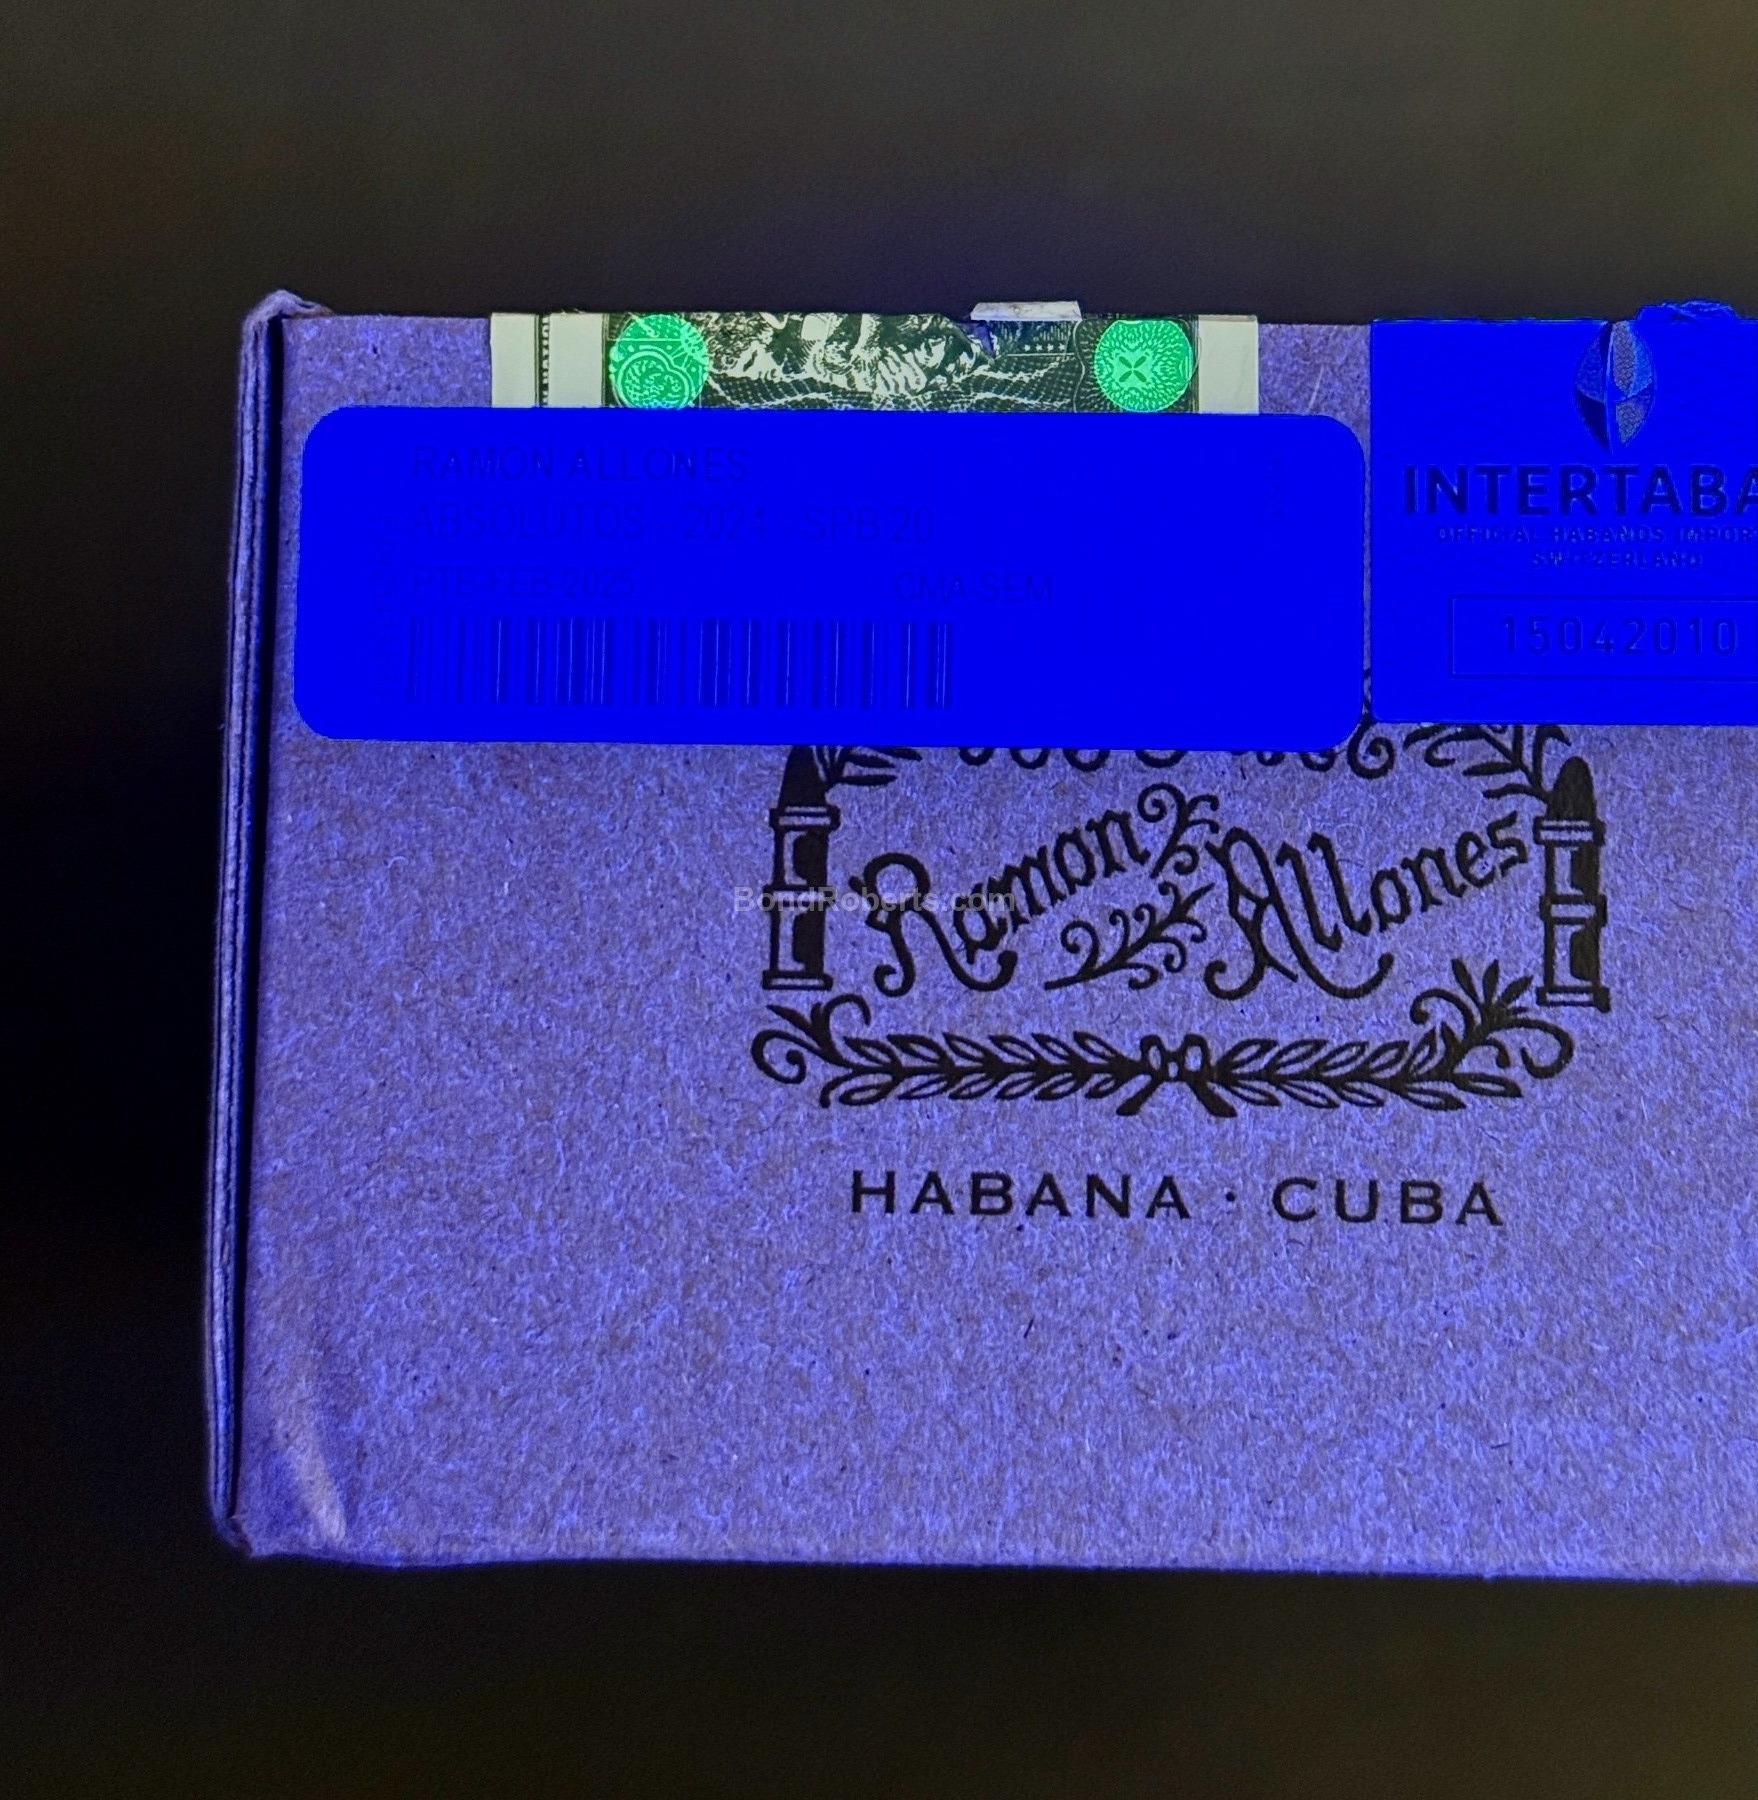 RAMON ALLONES
ABSOLUTOS - 2024 - SPB 20
PTE-FEB-2025 CMA-SEM
INTERTABA
OFFICIAL HABANOS IMPOR
SWITZERLAND
15042010
Ramon Allones
BondRoberts.com
HABANA · CUBA